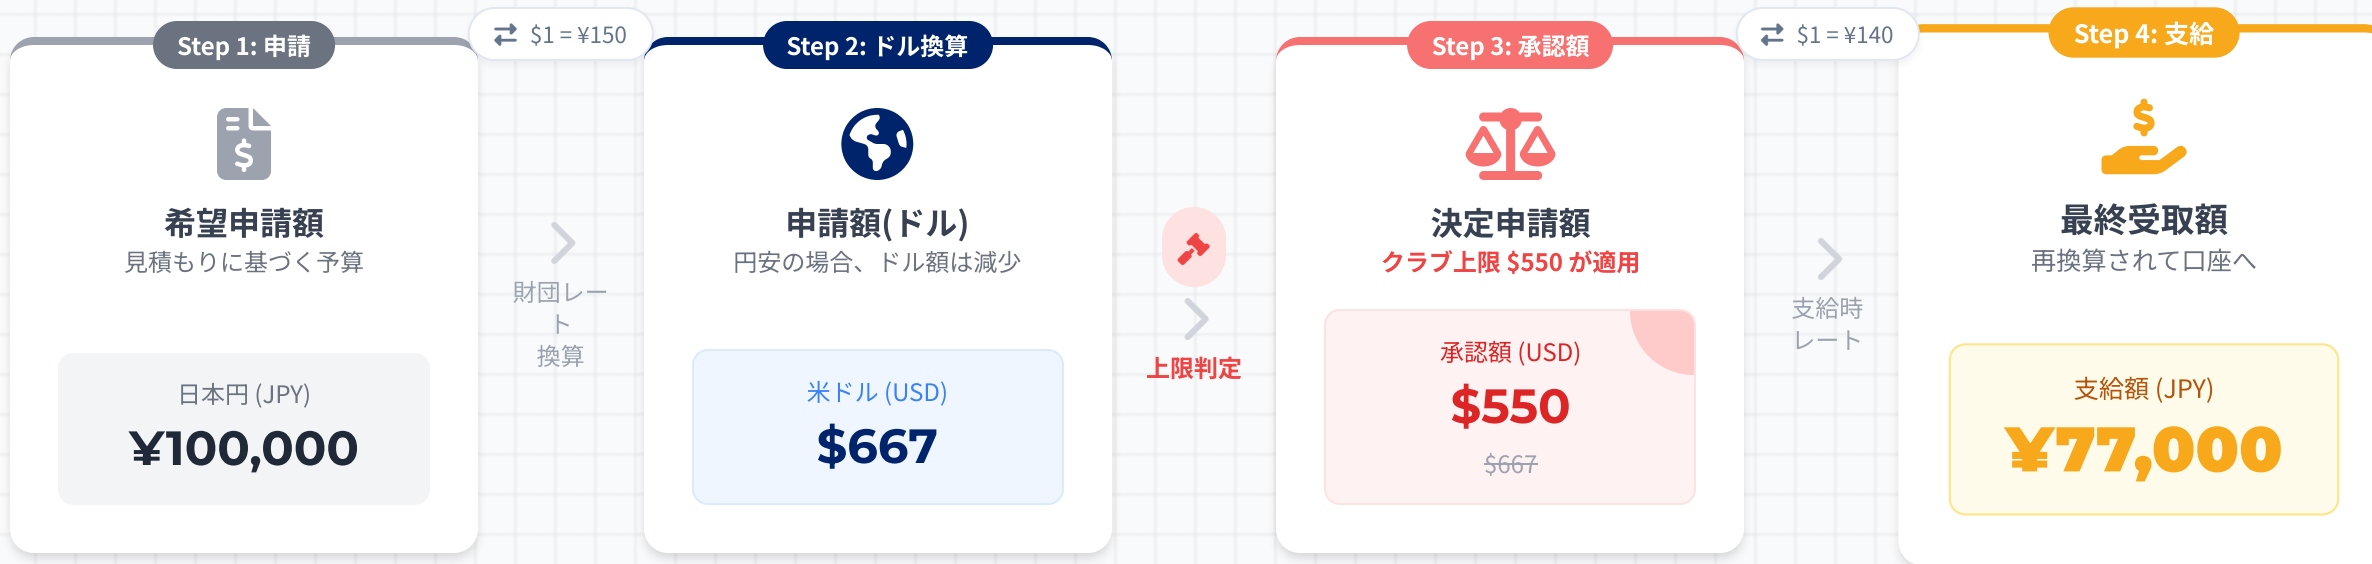 Step 1: 申請
希望申請額
見積もりに基づく予算
日本円 (JPY)
¥100,000
$1 = ¥150
財団レー
ト
換算
Step 2: ドル換算
申請額(ドル)
円安の場合、ドル額は減少
米ドル (USD)
$667
上限判定
Step 3: 承認額
決定申請額
クラブ上限 $550 が適用
承認額 (USD)
$550
$667
$1 = ¥140
支給時
レート
Step 4: 支給
最終受取額
再換算されて口座へ
支給額 (JPY)
¥77,000